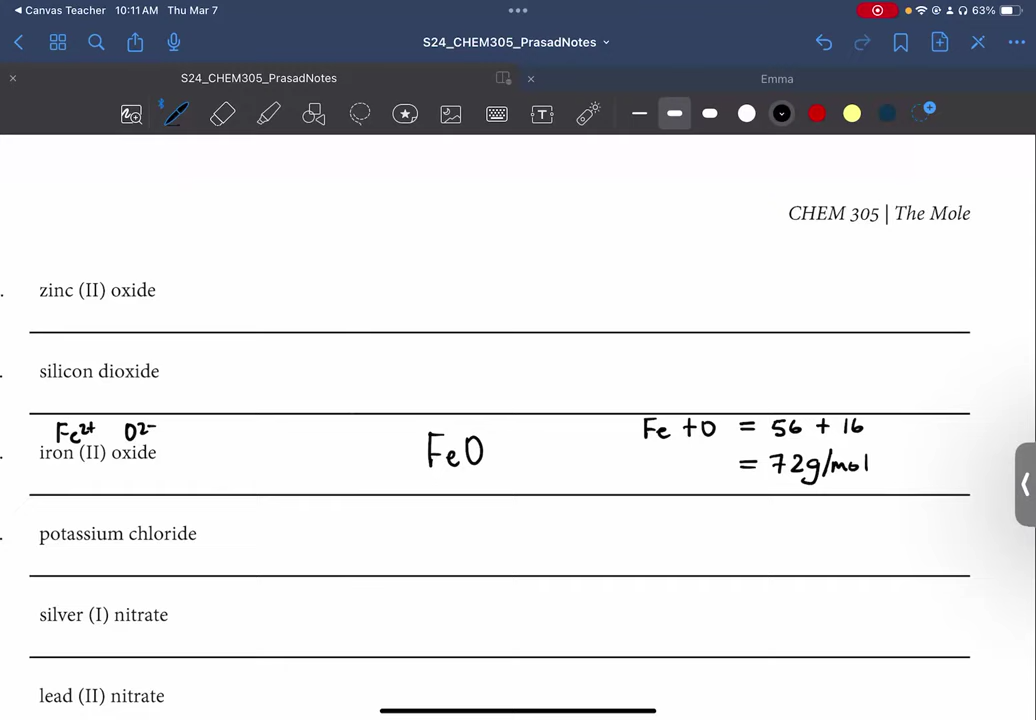 Canvas Teacher 10:11 AM Thu Mar 7 63%
S24_CHEM305_PrasadNotes
S24_CHEM305_PrasadNotes Emma
CHEM 305 | The Mole
zinc (II) oxide
silicon dioxide
Fe²⁺ O²⁻
Fe + O = 56 + 16
iron (II) oxide FeO
= 72g/mol
potassium chloride
silver (I) nitrate
lead (II) nitrate